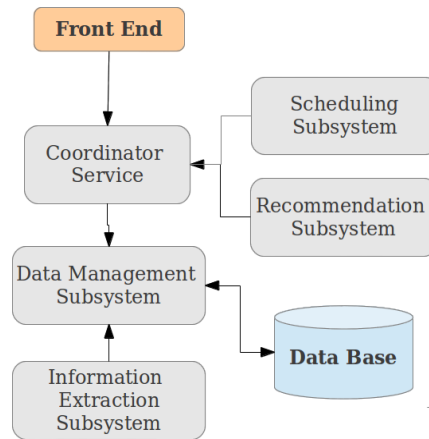 Front End
Scheduling
Subsystem
Coordinator
Service
Recommendation
Subsystem
Data Management
Subsystem
Data Base
Information
Extraction
Subsystem